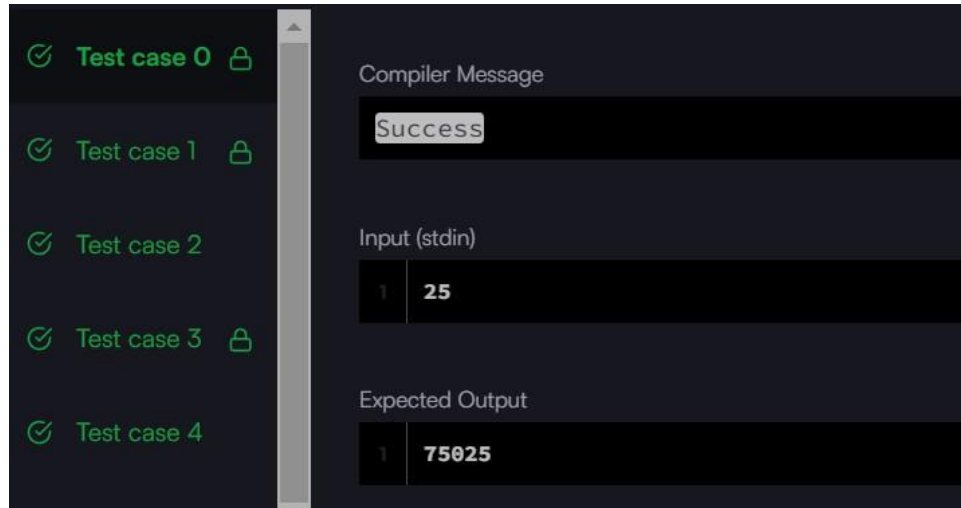 Test case 0
Test case 1
Test case 2
Test case 3
Test case 4
Compiler Message
Success
Input (stdin)
1 25
Expected Output
1 75025